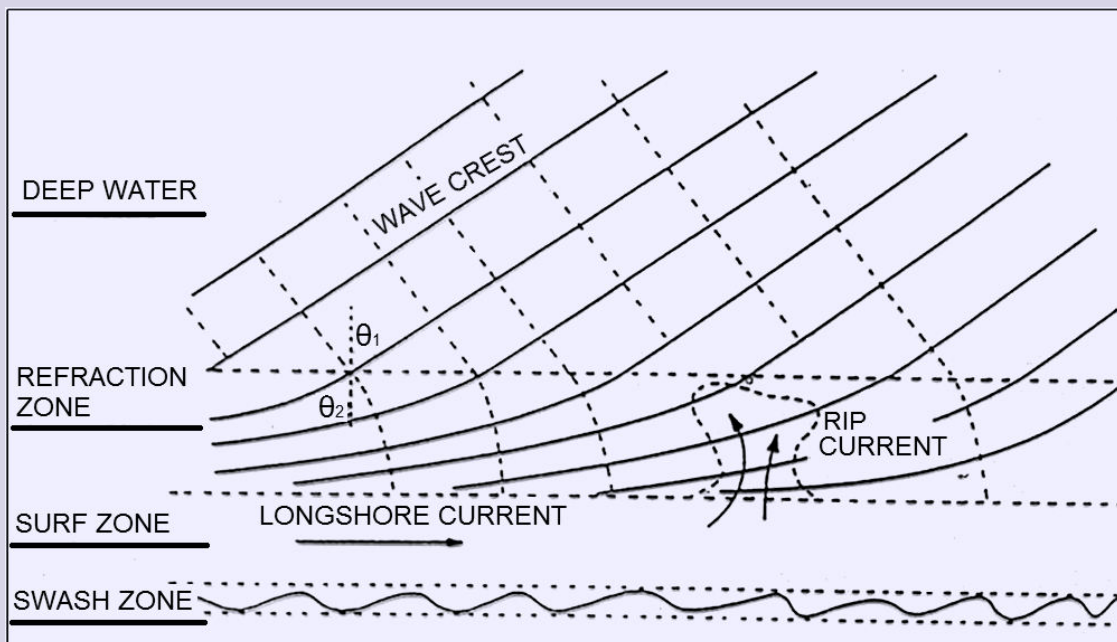 DEEP WATER
WAVE CREST
θ1
REFRACTION
ZONE
θ2
RIP
CURRENT
LONGSHORE CURRENT
SURF ZONE
SWASH ZONE